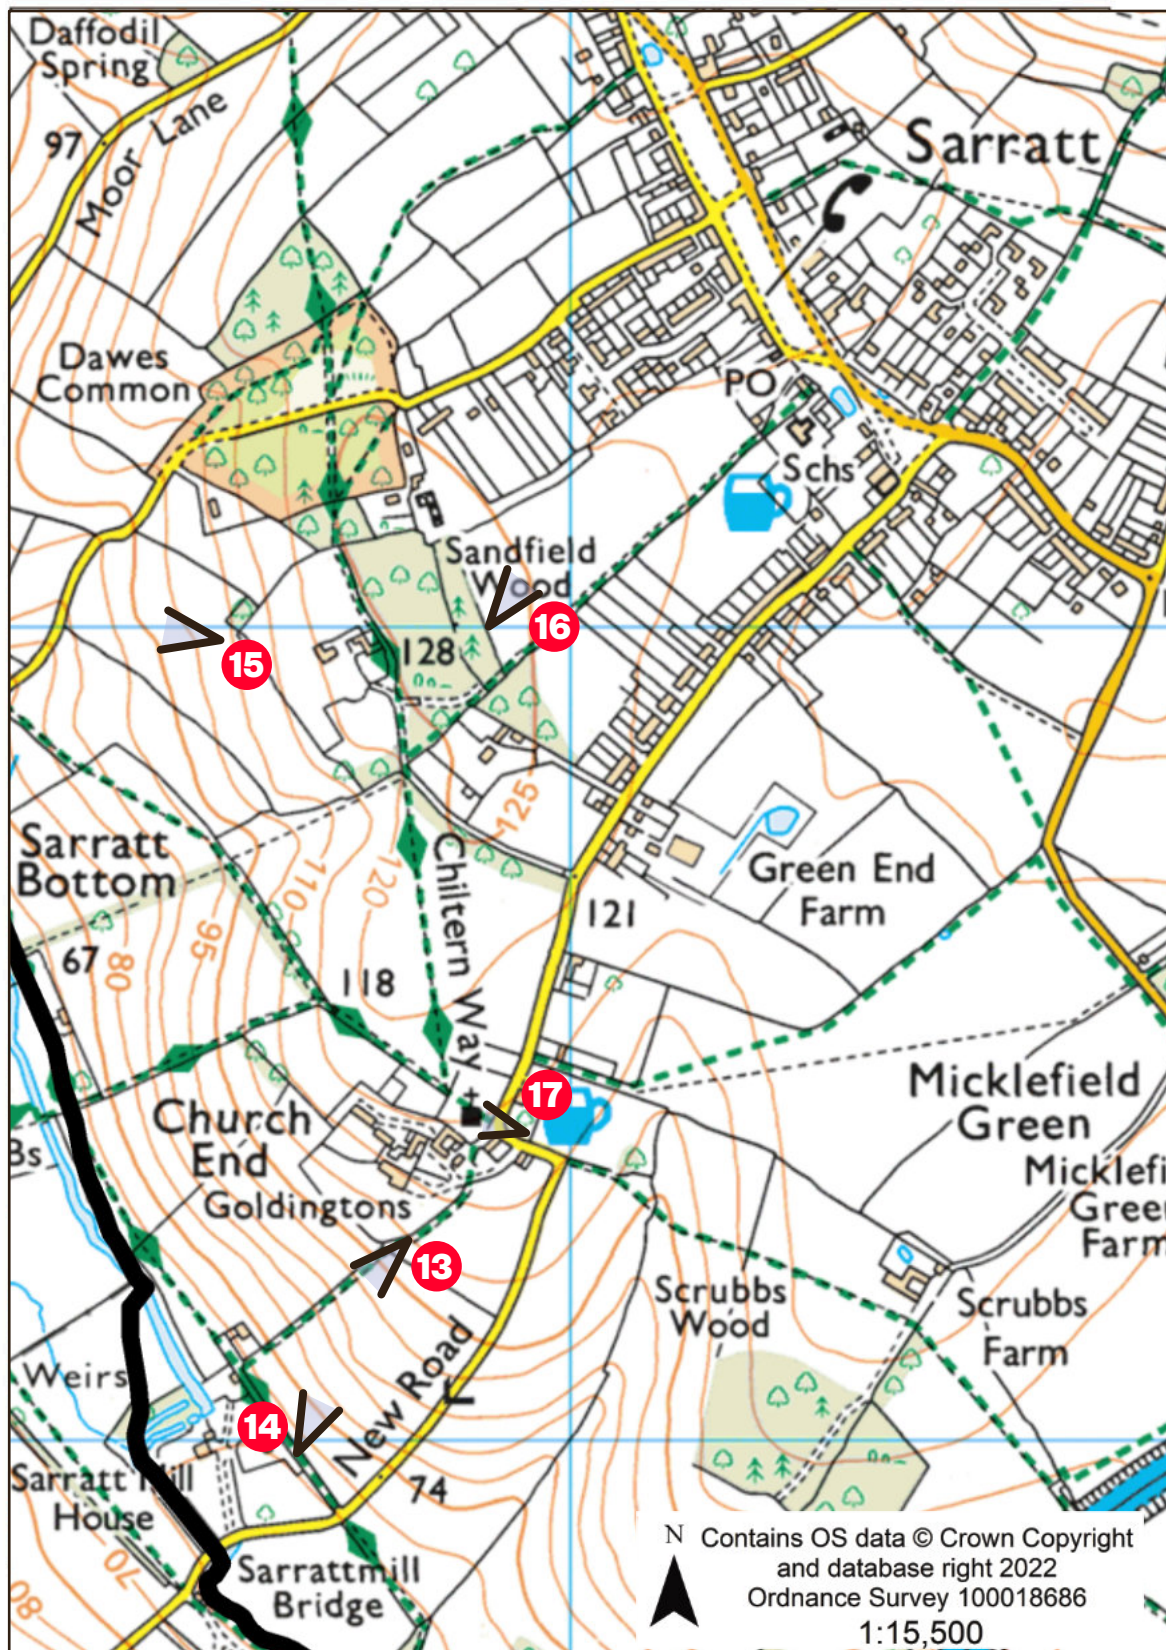 Daffodil
Spring
97
Moor Lane
Sarratt
Dawes
Common
PO
Schs
Sandfield
Wood
16
15
128
125
Sarratt
Bottom
Chiltern Way
Green End
Farm
110
120
121
95
80
67
118
Micklefield
Green
17
Church
End
Bs
Goldingtons
Micklefi
Green
Farm
13
Scrubbs
Wood
Scrubbs
Farm
Weirs
New Road
14
74
Sarratt Mill
House
70
80
Sarrattmill
Bridge
N
Contains OS data © Crown Copyright
and database right 2022
Ordnance Survey 100018686
1:15,500